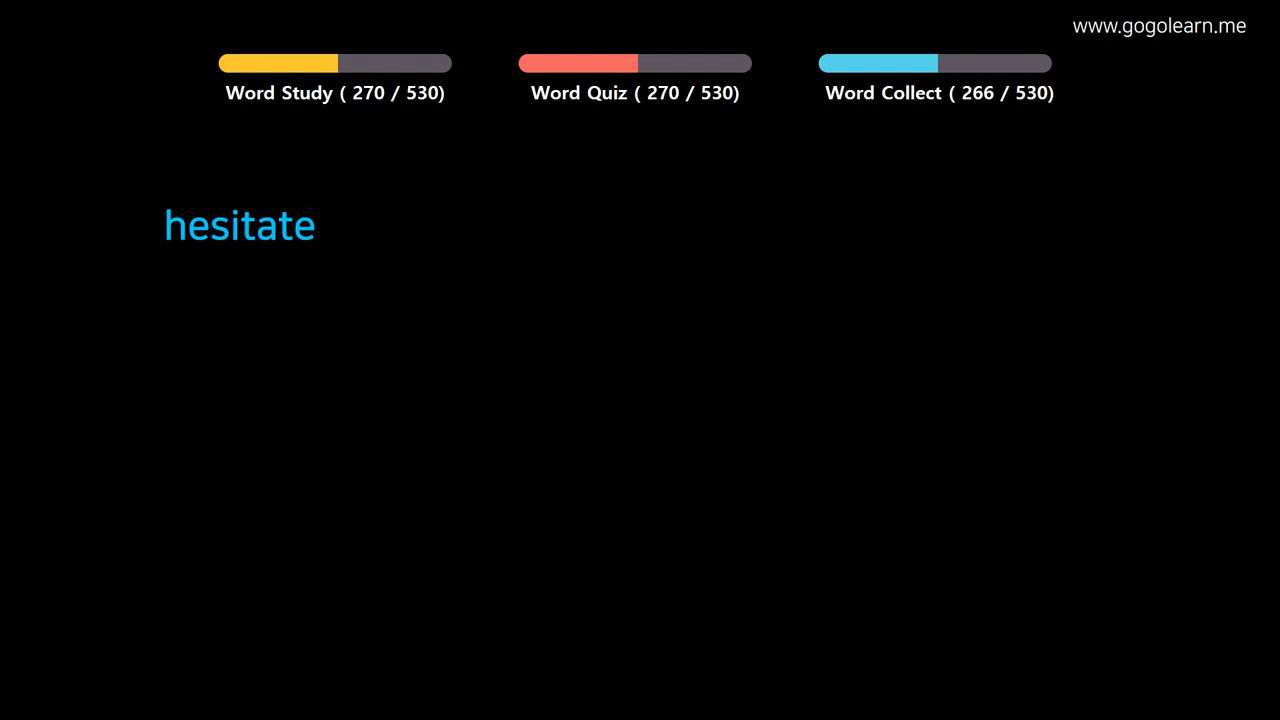 www.gogolearn.me
Word Study ( 270 / 530)
Word Quiz ( 270 / 530)
Word Collect ( 266 / 530)
hesitate